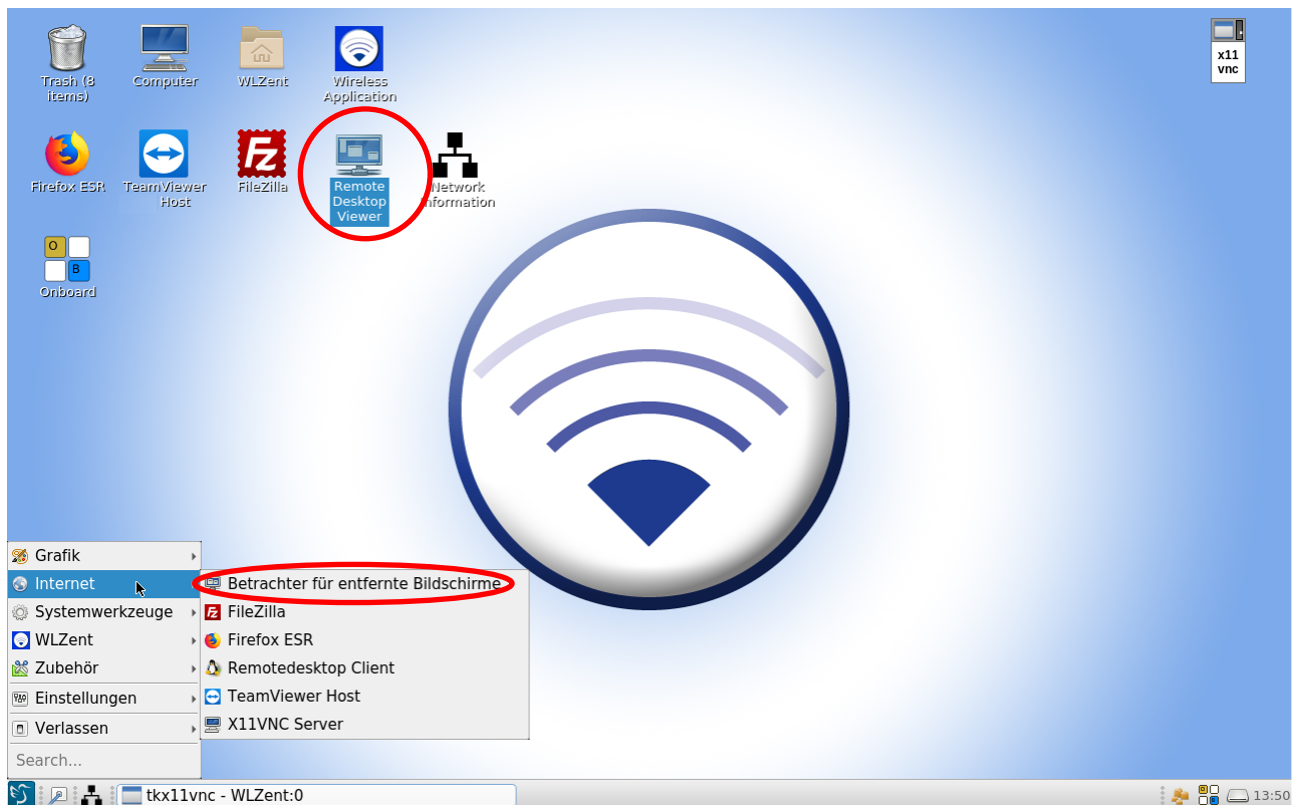 Trash (8
items)
Computer
WLZent
Wireless
Application
x11
vnc
Firefox ESR
TeamViewer
Host
Fz
FileZilla
Remote
Desktop
Viewer
Network
Information
O
B
Onboard
Grafik
Internet
Systemwerkzeuge
WLZent
Zubehör
Einstellungen
Verlassen
Search...
Betrachter für entfernte Bildschirme
Fz
FileZilla
Firefox ESR
Remotedesktop Client
TeamViewer Host
X11VNC Server
tkx11vnc - WLZent:0
13:50